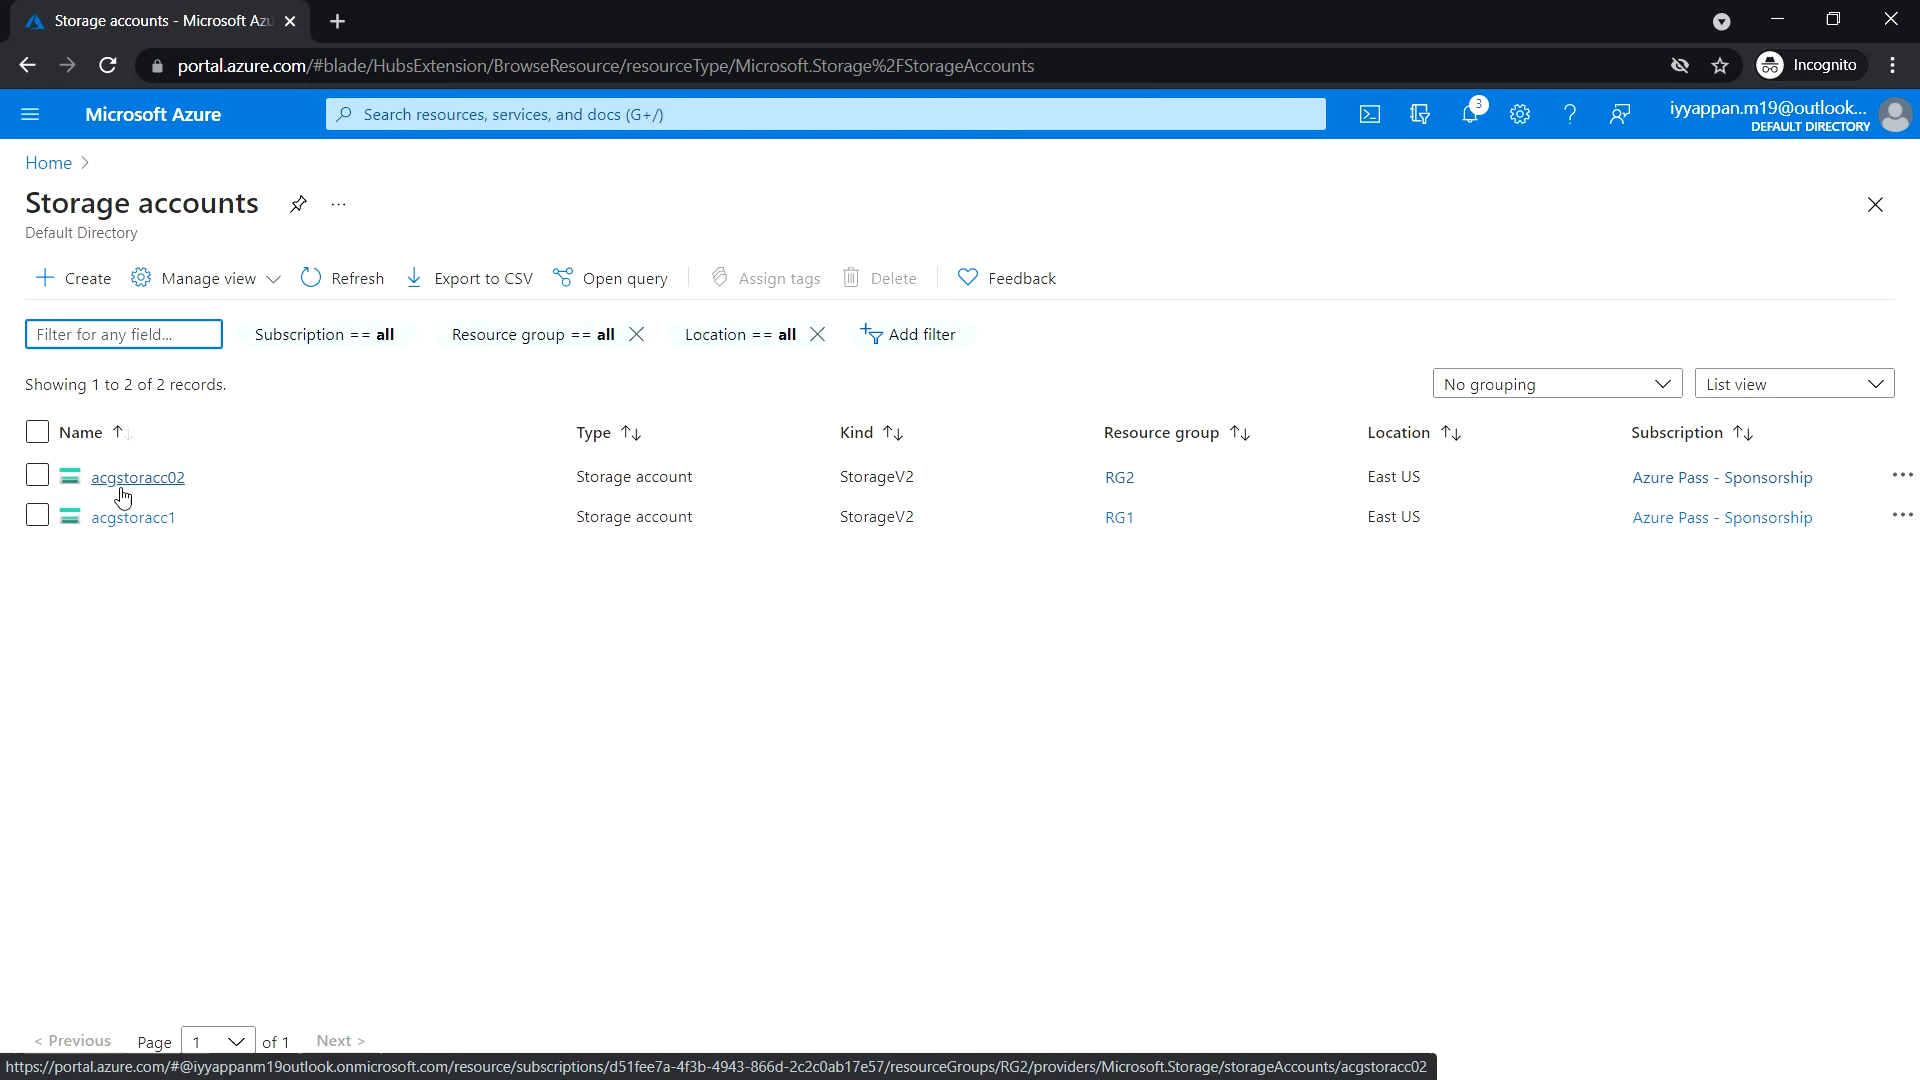 Storage accounts - Microsoft Azu
portal.azure.com/#blade/HubsExtension/BrowseResource/resourceType/Microsoft.Storage%2FStorageAccounts
Incognito
Microsoft Azure
Search resources, services, and docs (G+/)
3
iyyappan.m19@outlook...
DEFAULT DIRECTORY
Home >
Storage accounts ...
Default Directory
Create Manage view Refresh Export to CSV Open query Assign tags Delete Feedback
Filter for any field... Subscription == all Resource group == all Location == all Add filter
Showing 1 to 2 of 2 records. No grouping List view
Name Type Kind Resource group Location Subscription
acgstoracc02 Storage account StorageV2 RG2 East US Azure Pass - Sponsorship ...
acgstoracc1 Storage account StorageV2 RG1 East US Azure Pass - Sponsorship ...
< Previous Page 1 of 1 Next >
https://portal.azure.com/#@iyyappanm19outlook.onmicrosoft.com/resource/subscriptions/d51fee7a-4f3b-4943-866d-2c2c0ab17e57/resourceGroups/RG2/providers/Microsoft.Storage/storageAccounts/acgstoracc02